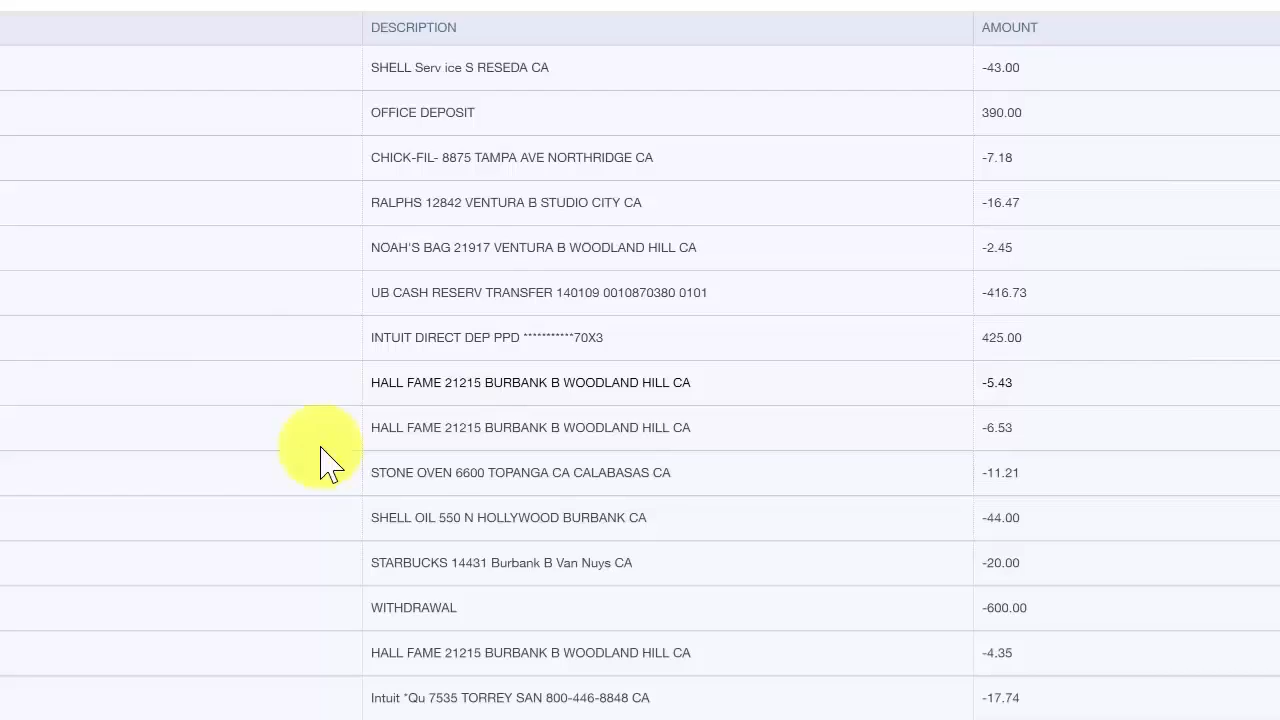 DESCRIPTION AMOUNT
SHELL Serv ice S RESEDA CA -43.00
OFFICE DEPOSIT 390.00
CHICK-FIL- 8875 TAMPA AVE NORTHRIDGE CA -7.18
RALPHS 12842 VENTURA B STUDIO CITY CA -16.47
NOAH'S BAG 21917 VENTURA B WOODLAND HILL CA -2.45
UB CASH RESERV TRANSFER 140109 0010870380 0101 -416.73
INTUIT DIRECT DEP PPD ***********70X3 425.00
HALL FAME 21215 BURBANK B WOODLAND HILL CA -5.43
HALL FAME 21215 BURBANK B WOODLAND HILL CA -6.53
STONE OVEN 6600 TOPANGA CA CALABASAS CA -11.21
SHELL OIL 550 N HOLLYWOOD BURBANK CA -44.00
STARBUCKS 14431 Burbank B Van Nuys CA -20.00
WITHDRAWAL -600.00
HALL FAME 21215 BURBANK B WOODLAND HILL CA -4.35
Intuit *Qu 7535 TORREY SAN 800-446-8848 CA -17.74